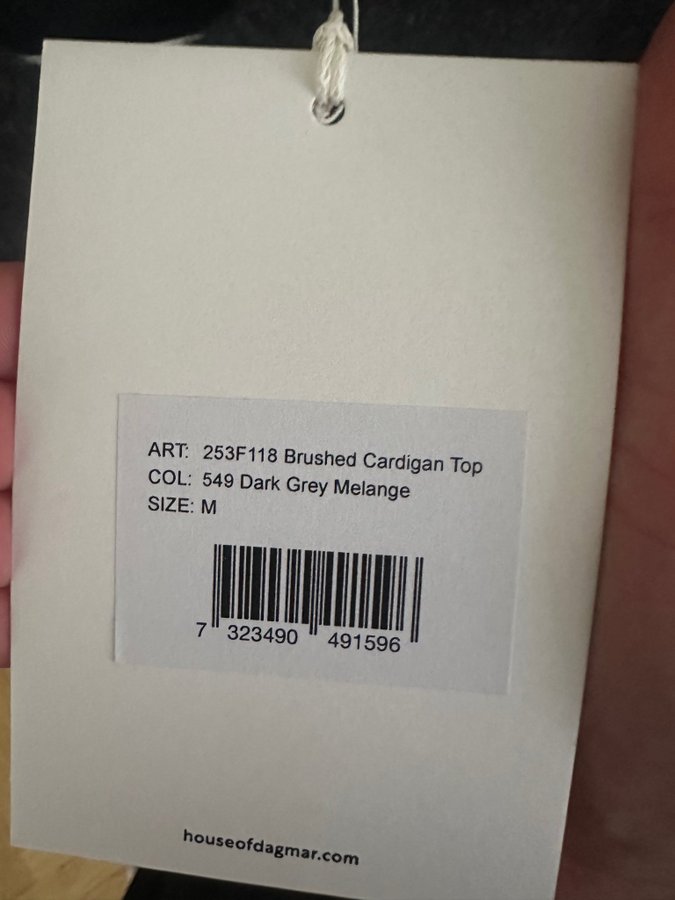 ART: 253F118 Brushed Cardigan Top
COL: 549 Dark Grey Melange
SIZE: M
7 323490 491596
houseofdagmar.com